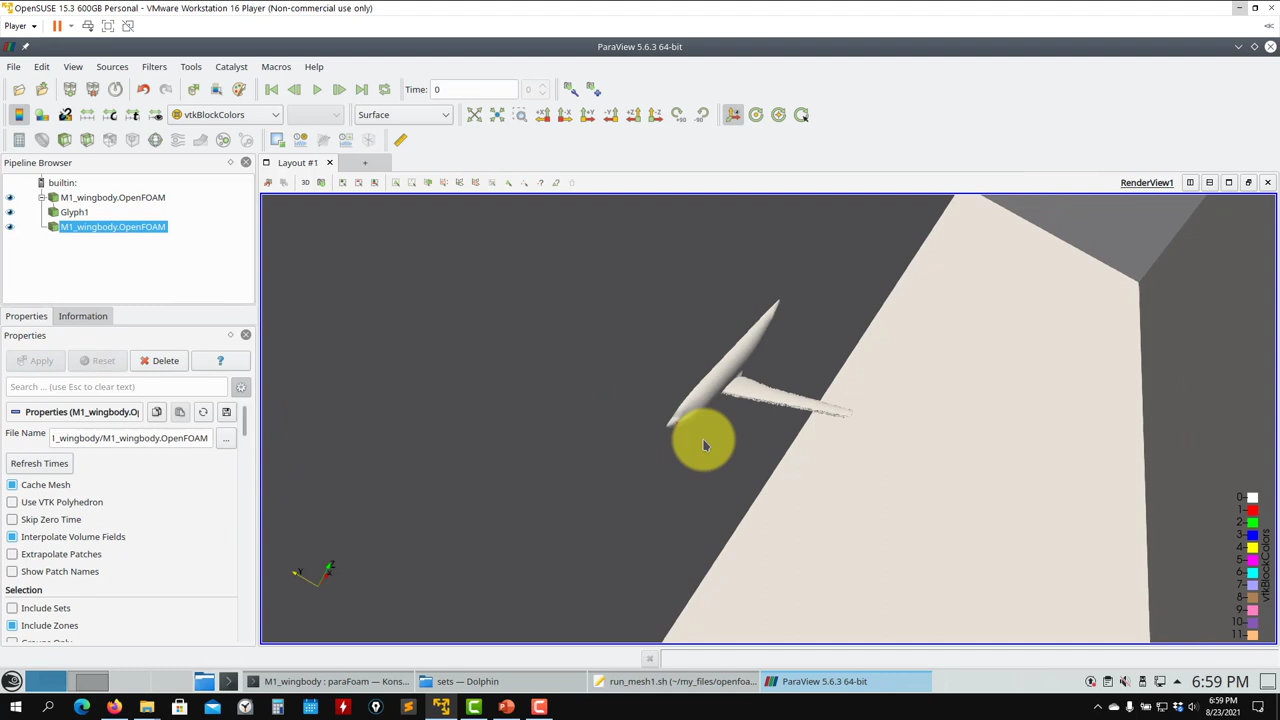 OpenSUSE 15.3 600GB Personal - VMware Workstation 16 Player (Non-commercial use only)
Player
ParaView 5.6.3 64-bit
File Edit View Sources Filters Tools Catalyst Macros Help
Time: 0 0
vtkBlockColors Surface +X -X +Y -Y +Z -Z +90 -90
Pipeline Browser
Layout #1 +
builtin:
3D
RenderView1
M1_wingbody.OpenFOAM
Glyph1
M1_wingbody.OpenFOAM
Properties Information
Properties
Apply Reset Delete ?
Search ... (use Esc to clear text)
Properties (M1_wingbody.O
File Name 1_wingbody/M1_wingbody.OpenFOAM ...
Refresh Times
Cache Mesh
Use VTK Polyhedron
Skip Zero Time
Interpolate Volume Fields
Extrapolate Patches
Show Patch Names
Selection
Include Sets
Include Zones
Y Z
0
1
2
3
4
5
6
7
8
9
10
11
vtkBlockColors
M1_wingbody : paraFoam — Kons... sets — Dolphin run_mesh1.sh (~/my_files/openfoa... ParaView 5.6.3 64-bit 6:59 PM
6:59 PM
8/23/2021